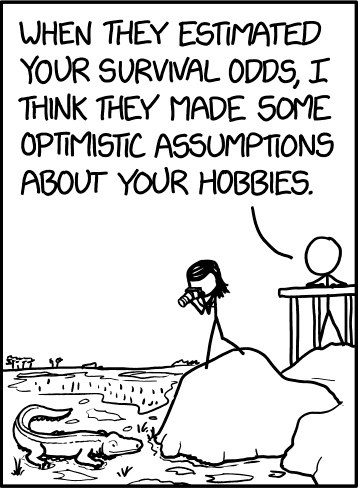 WHEN THEY ESTIMATED
YOUR SURVIVAL ODDS, I
THINK THEY MADE SOME
OPTIMISTIC ASSUMPTIONS
ABOUT YOUR HOBBIES.